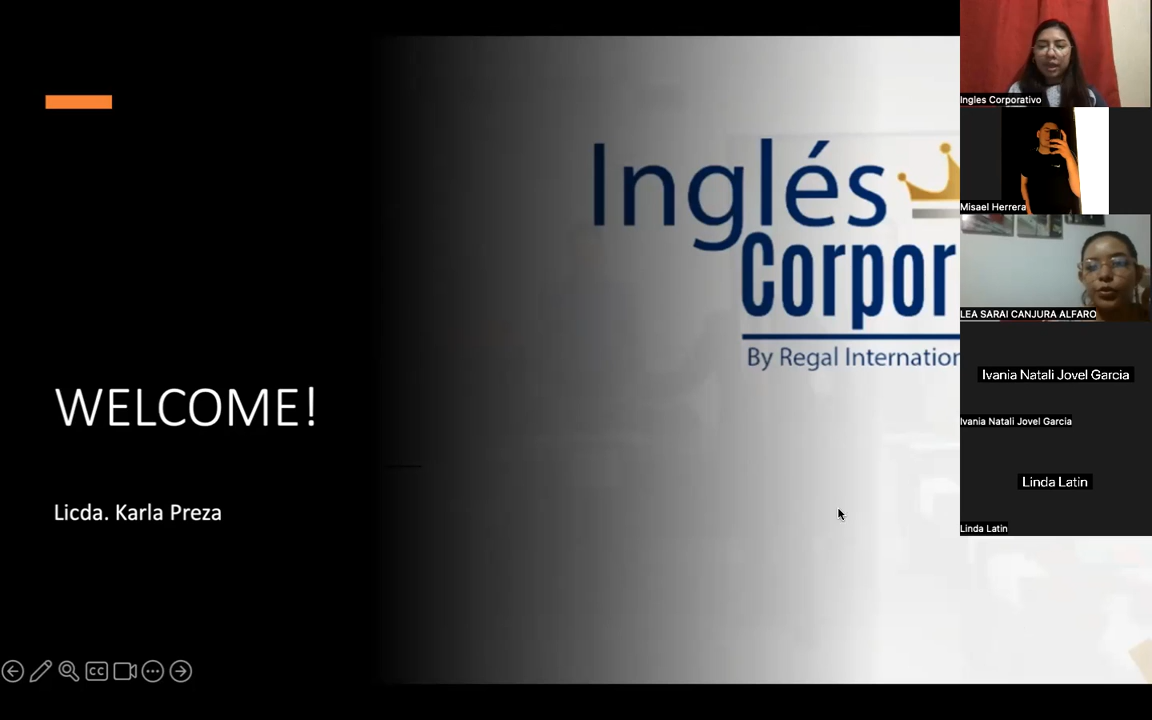 Inglés
Corpor
By Regal Internation
WELCOME!
Licda. Karla Preza
CC
Ingles Corporativo
Misael Herrera
LEA SARAI CANJURA ALFARO
Ivania Natali Jovel Garcia
Ivania Natali Jovel Garcia
Linda Latin
Linda Latin